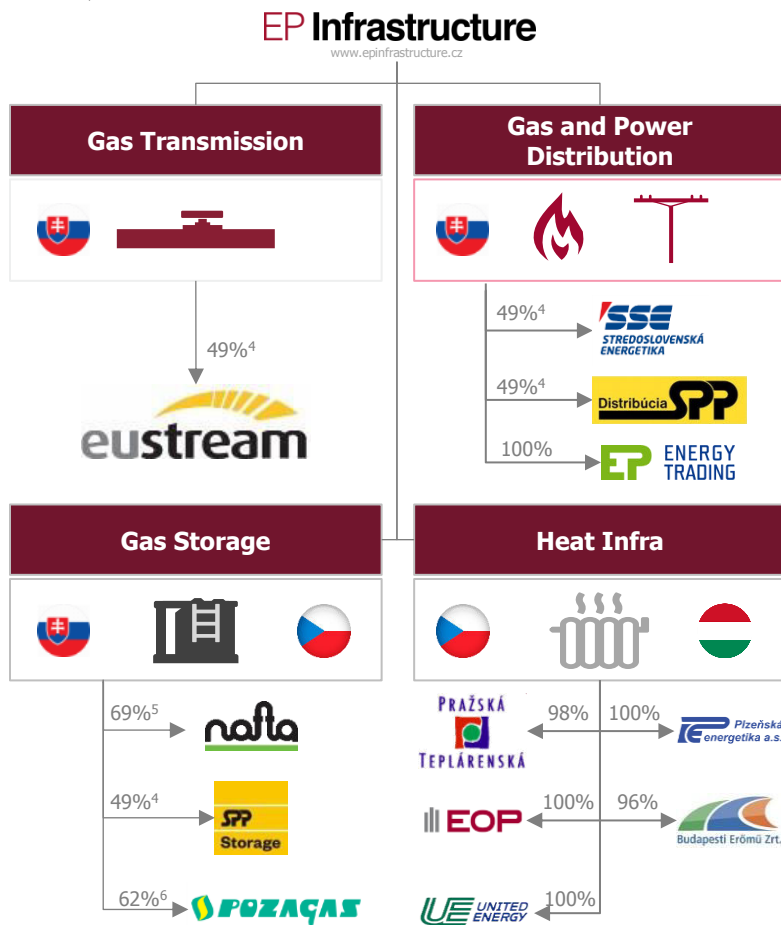 EP Infrastructure
www.epinfrastructure.cz
Gas Transmission
Gas and Power
Distribution
49%4
eustream
49%4
SSE
STREDOSLOVENSKÁ
ENERGETIKA
49%4
Distribúcia SPP
100%
EP ENERGY
TRADING
Gas Storage
Heat Infra
69%5
nafta
49%4
SPP
Storage
62%6
POZAGAS
PRAŽSKÁ
TEPLÁRENSKÁ
98%
100%
PE Plzeňská
energetika a.s.
EOP
100%
96%
Budapesti Erőmű Zrt.
UE UNITED
ENERGY
100%